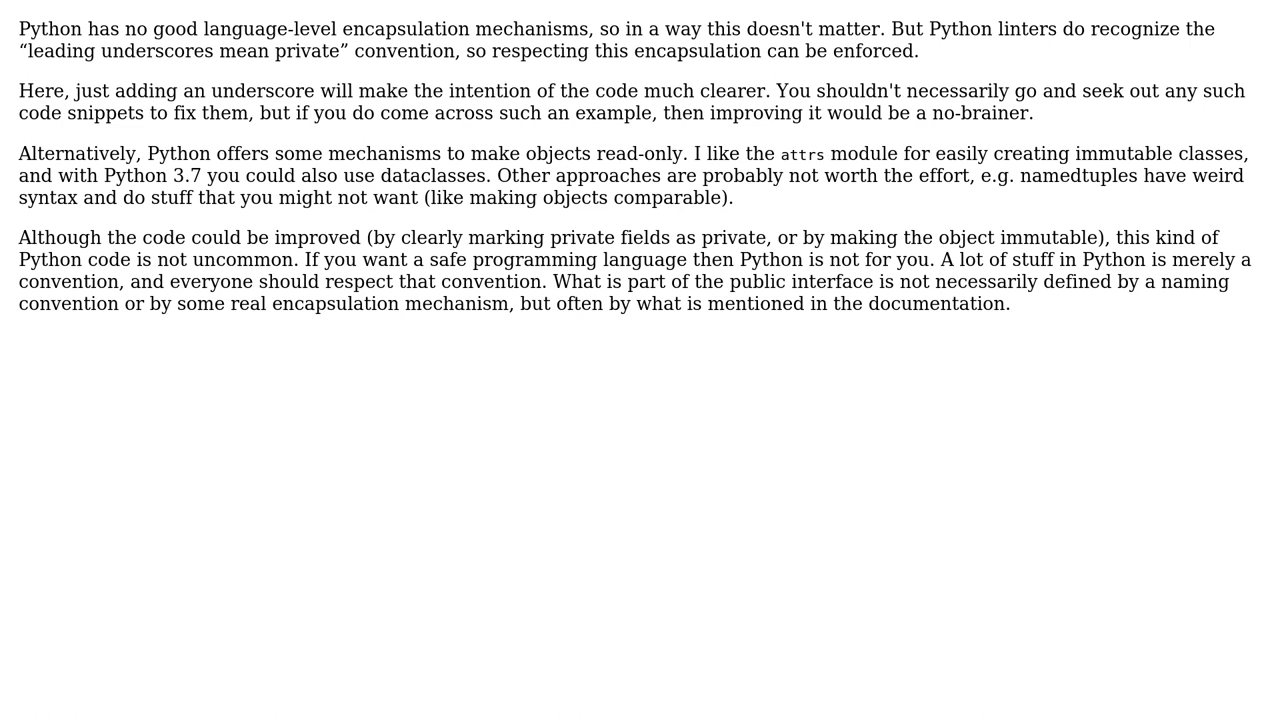 Python has no good language-level encapsulation mechanisms, so in a way this doesn't matter. But Python linters do recognize the
“leading underscores mean private” convention, so respecting this encapsulation can be enforced.
Here, just adding an underscore will make the intention of the code much clearer. You shouldn't necessarily go and seek out any such
code snippets to fix them, but if you do come across such an example, then improving it would be a no-brainer.
Alternatively, Python offers some mechanisms to make objects read-only. I like the attrs module for easily creating immutable classes,
and with Python 3.7 you could also use dataclasses. Other approaches are probably not worth the effort, e.g. namedtuples have weird
syntax and do stuff that you might not want (like making objects comparable).
Although the code could be improved (by clearly marking private fields as private, or by making the object immutable), this kind of
Python code is not uncommon. If you want a safe programming language then Python is not for you. A lot of stuff in Python is merely a
convention, and everyone should respect that convention. What is part of the public interface is not necessarily defined by a naming
convention or by some real encapsulation mechanism, but often by what is mentioned in the documentation.